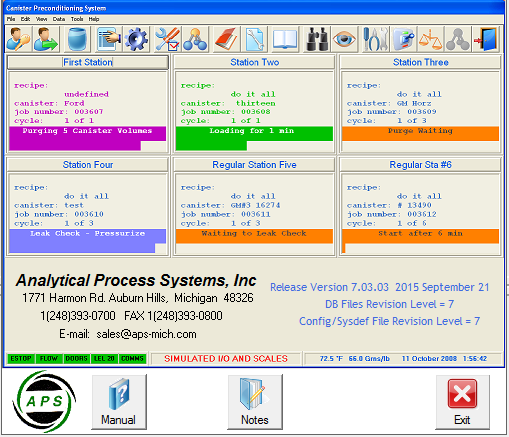 Canister Preconditioning System
File Edit View Data Tools Help
First Station
recipe:
undefined
canister: Ford
job number: 003607
cycle: 1 of 1
Purging 5 Canister Volumes
Station Two
recipe:
do it all
canister: thirteen
job number: 003608
cycle: 1 of 1
Loading for 1 min
Station Three
recipe:
do it all
canister: GM Horz
job number: 003609
cycle: 1 of 3
Purge Waiting
Station Four
recipe:
do it all
canister: test
job number: 003610
cycle: 1 of 3
Leak Check - Pressurize
Regular Station Five
recipe:
do it all
canister: GM#3 16274
job number: 003611
cycle: 1 of 3
Waiting to Leak Check
Regular Sta #6
recipe:
do it all
canister: # 13490
job number: 003612
cycle: 1 of 6
Start after 6 min
Analytical Process Systems, Inc
1771 Harmon Rd. Auburn Hills, Michigan 48326
1(248)393-0700 FAX 1(248)393-0800
E-mail: sales@aps-mich.com
Release Version 7.03.03 2015 September 21
DB Files Revision Level = 7
Config/Sysdef File Revision Level = 7
ESTOP FLOW DOORS LEL 20 COMMS SIMULATED I/O AND SCALES 72.5 °F 66.0 Grns/lb 11 October 2008 1:56:42
APS
Manual
Notes
Exit